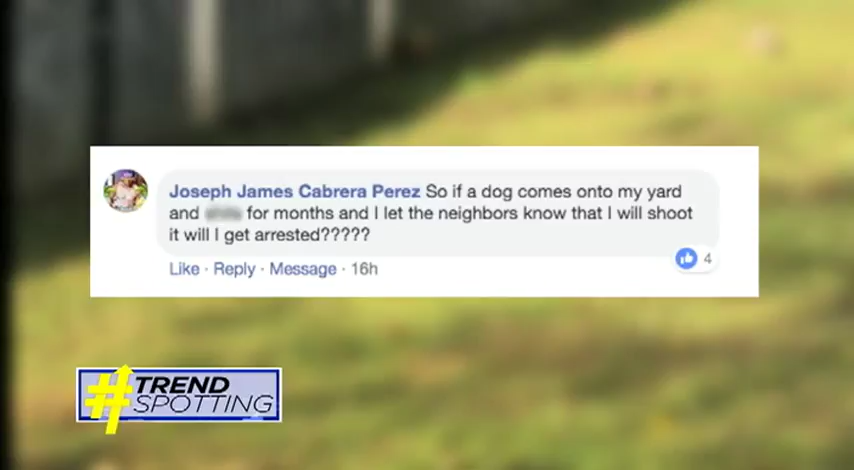 Joseph James Cabrera Perez So if a dog comes onto my yard
and for months and I let the neighbors know that I will shoot
it will I get arrested?????
Like · Reply · Message · 16h
4
#TREND
SPOTTING